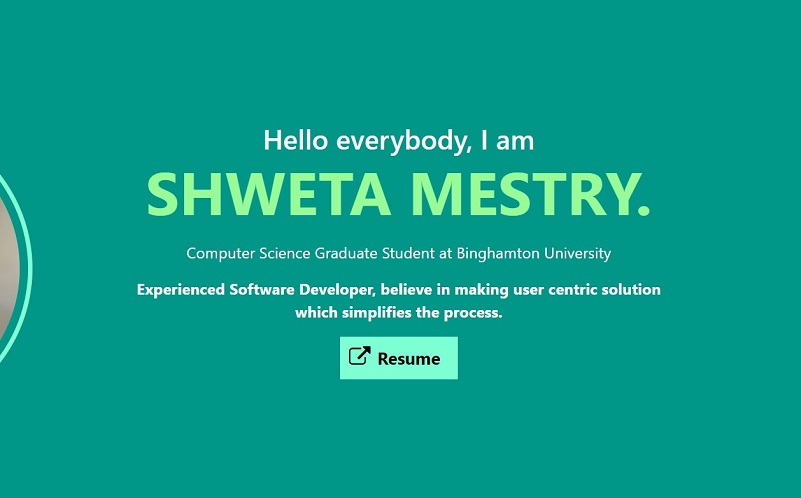 Hello everybody, I am
SHWETA MESTRY.
Computer Science Graduate Student at Binghamton University
Experienced Software Developer, believe in making user centric solution
which simplifies the process.
Resume